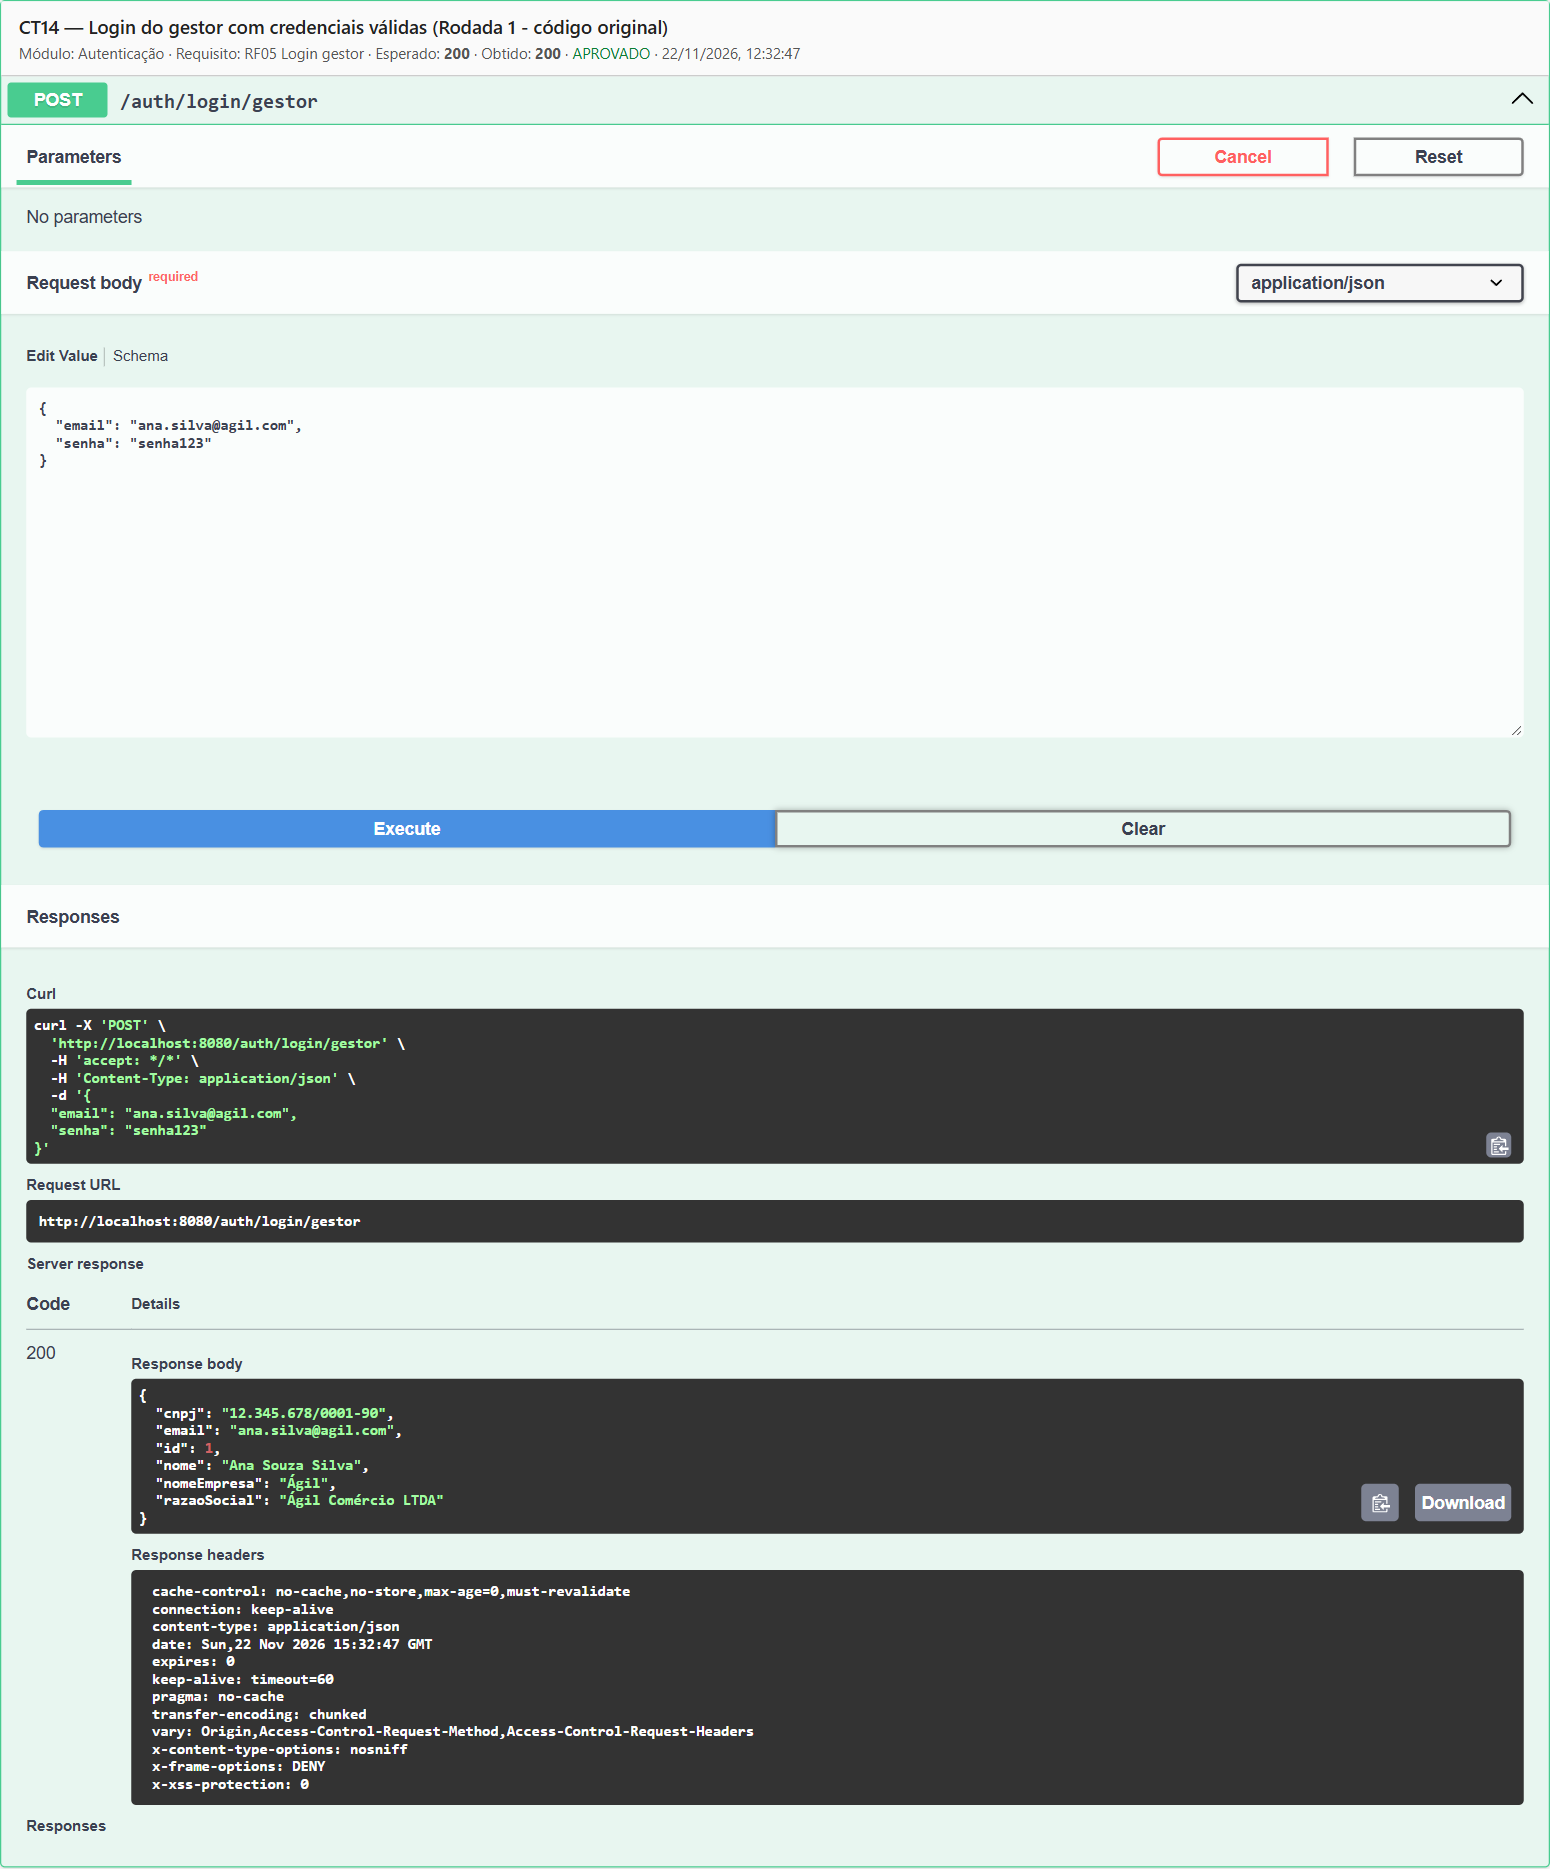 CT14 — Login do gestor com credenciais válidas (Rodada 1 - código original)
Módulo: Autenticação · Requisito: RF05 Login gestor · Esperado: 200 · Obtido: 200 · APROVADO · 22/11/2026, 12:32:47
POST /auth/login/gestor
Parameters Cancel Reset
No parameters
Request body required application/json
Edit Value Schema
{
  "email": "ana.silva@agil.com",
  "senha": "senha123"
}
Execute Clear
Responses
Curl
curl -X 'POST' \
  'http://localhost:8080/auth/login/gestor' \
  -H 'accept: */*' \
  -H 'Content-Type: application/json' \
  -d '{
  "email": "ana.silva@agil.com",
  "senha": "senha123"
}'
Request URL
http://localhost:8080/auth/login/gestor
Server response
Code Details
200
Response body
{
  "cnpj": "12.345.678/0001-90",
  "email": "ana.silva@agil.com",
  "id": 1,
  "nome": "Ana Souza Silva",
  "nomeEmpresa": "Ágil",
  "razaoSocial": "Ágil Comércio LTDA"
}
Download
Response headers
cache-control: no-cache,no-store,max-age=0,must-revalidate
connection: keep-alive
content-type: application/json
date: Sun,22 Nov 2026 15:32:47 GMT
expires: 0
keep-alive: timeout=60
pragma: no-cache
transfer-encoding: chunked
vary: Origin,Access-Control-Request-Method,Access-Control-Request-Headers
x-content-type-options: nosniff
x-frame-options: DENY
x-xss-protection: 0
Responses